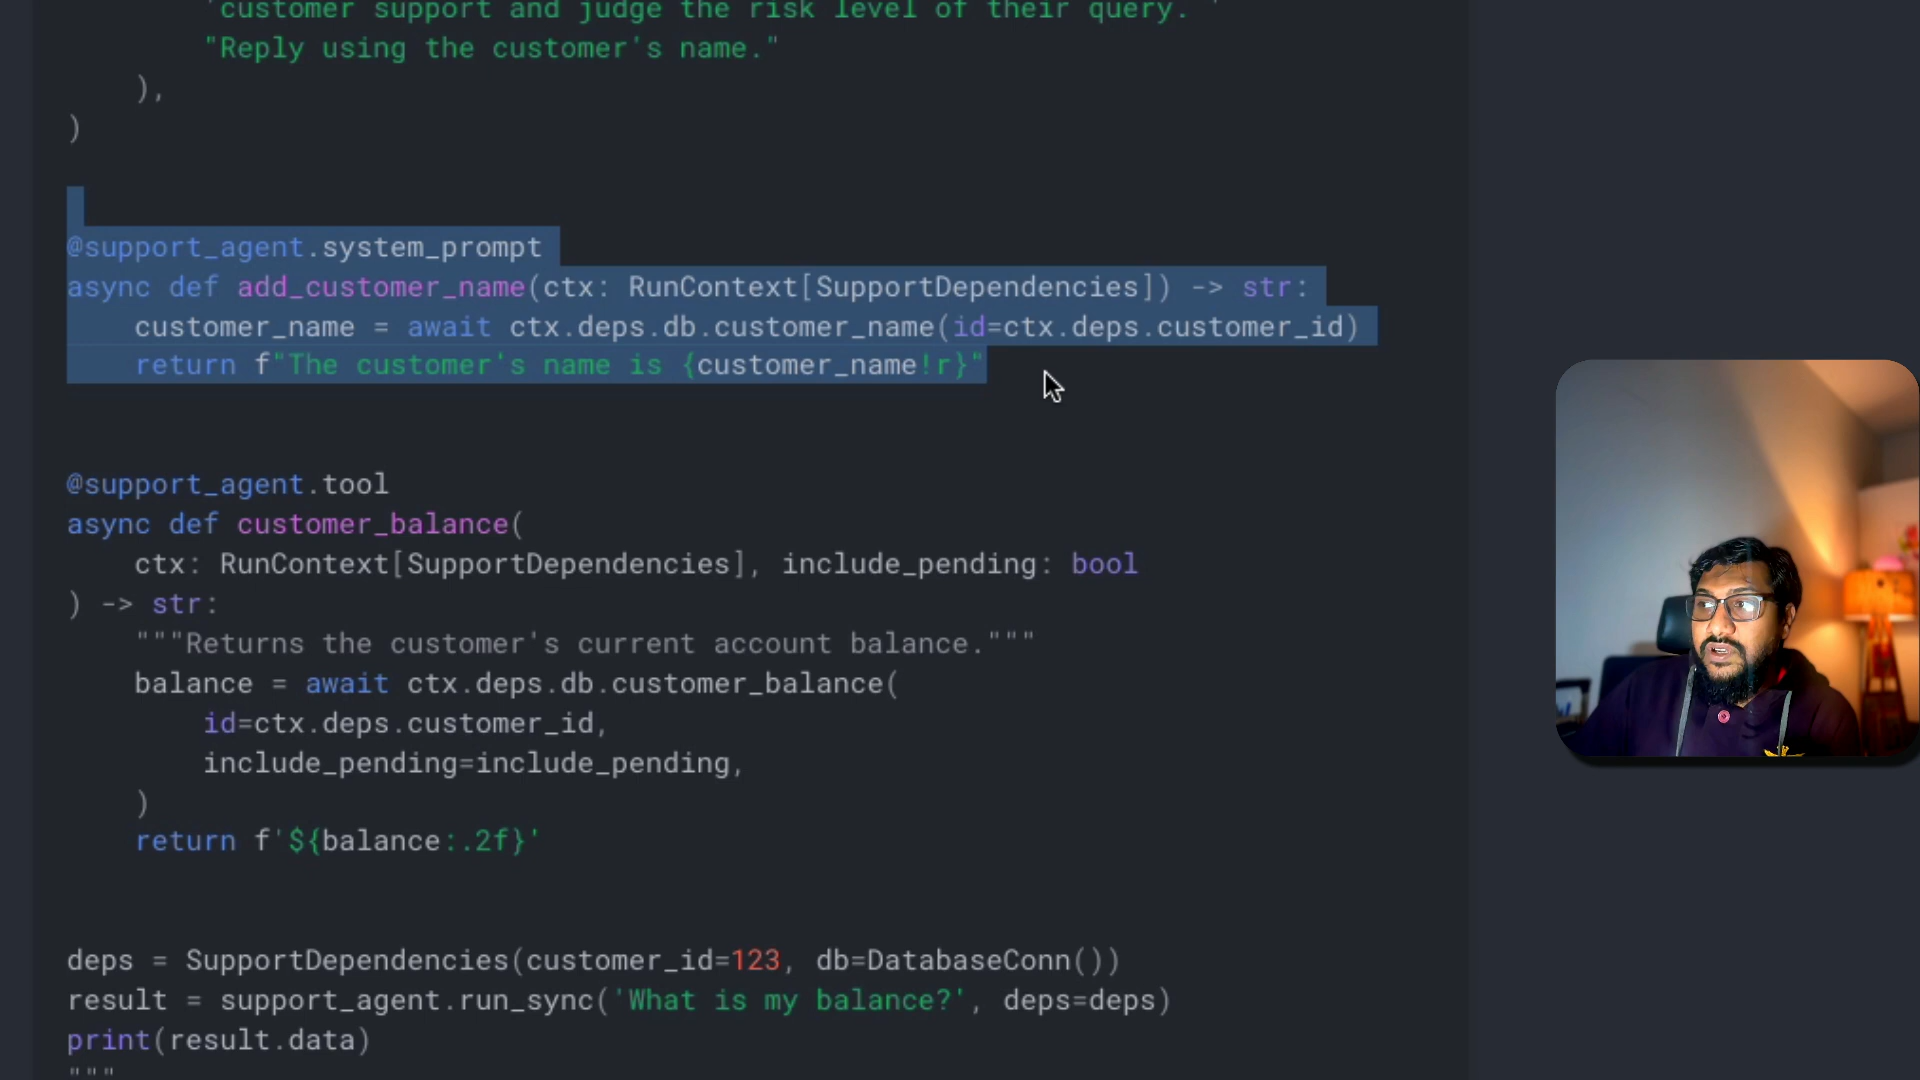 'customer support and judge the risk level of their query. '
"Reply using the customer's name."
),
)
@support_agent.system_prompt
async def add_customer_name(ctx: RunContext[SupportDependencies]) -> str:
customer_name = await ctx.deps.db.customer_name(id=ctx.deps.customer_id)
return f"The customer's name is {customer_name!r}"
@support_agent.tool
async def customer_balance(
ctx: RunContext[SupportDependencies], include_pending: bool
) -> str:
"""Returns the customer's current account balance."""
balance = await ctx.deps.db.customer_balance(
id=ctx.deps.customer_id,
include_pending=include_pending,
)
return f'${balance:.2f}'
deps = SupportDependencies(customer_id=123, db=DatabaseConn())
result = support_agent.run_sync('What is my balance?', deps=deps)
print(result.data)
"""